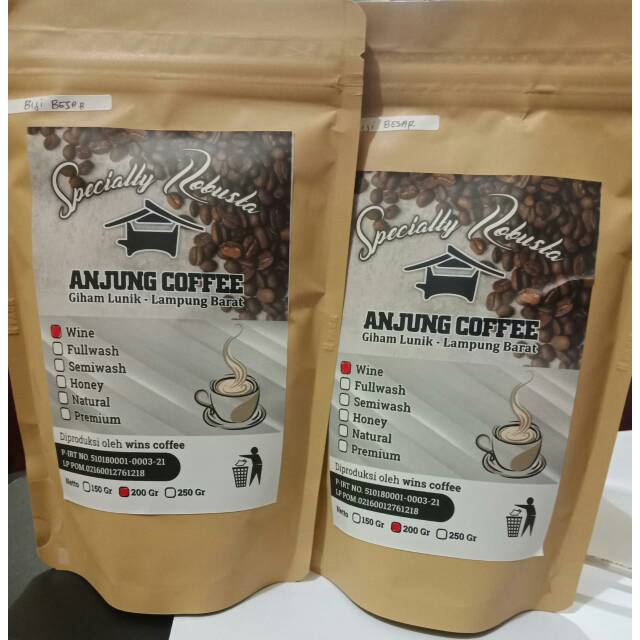 Biji BESAR
Specially Robusta
ANJUNG COFFEE
Giham Lunik - Lampung Barat
Wine
Fullwash
Semiwash
Honey
Natural
Premium
Diproduksi oleh wins coffee
P-IRT NO. 510180001-0003-21
LP POM.02160012761218
Netto 150 Gr 200 Gr 250 Gr
BESAR
Specially Robusta
ANJUNG COFFEE
Giham Lunik - Lampung Barat
Wine
Fullwash
Semiwash
Honey
Natural
Premium
Diproduksi oleh wins coffee
P-IRT NO. 510180001-0003-21
LP POM.02160012761218
Netto 150 Gr 200 Gr 250 Gr